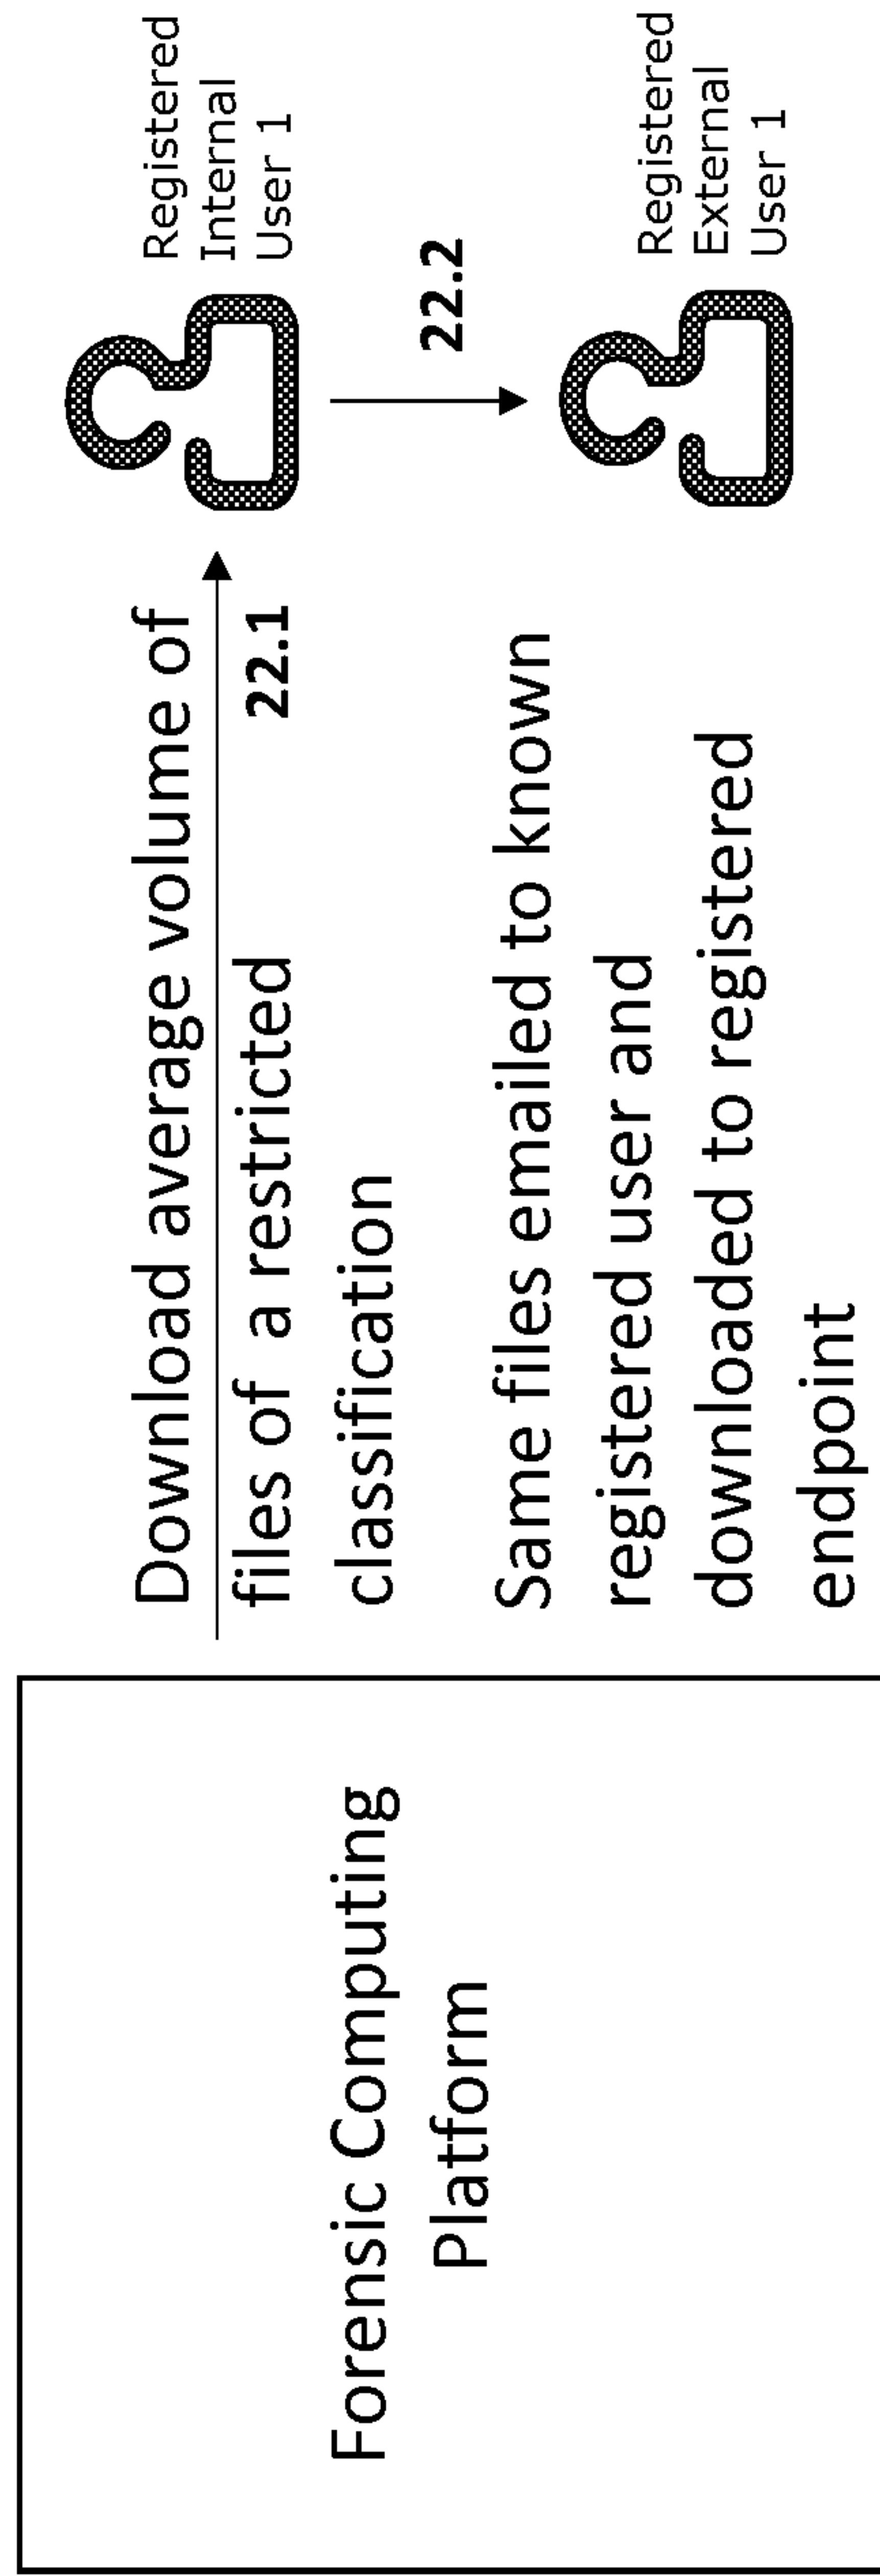 Forensic Computing
Platform
Download average volume of
22.1
files of a restricted
classification
Registered
Internal
User 1
22.2
Same files emailed to known
registered user and
downloaded to registered
endpoint
Registered
External
User 1